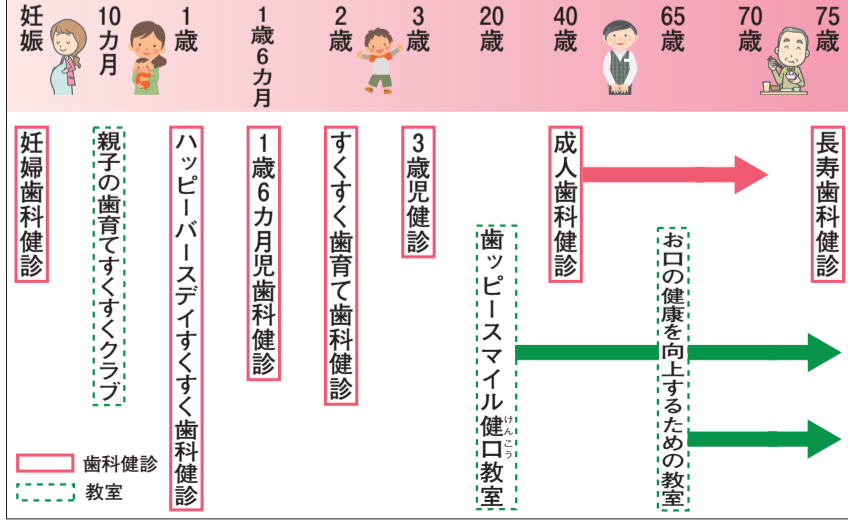 妊娠
10カ月
1歳
1歳6カ月
2歳
3歳
20歳
40歳
65歳
70歳
75歳
妊婦歯科健診
親子の歯育てすくすくクラブ
ハッピーバースデイすくすく歯科健診
1歳6カ月児歯科健診
すくすく歯育て歯科健診
3歳児健診
歯ッピースマイル健口教室
けんこう
成人歯科健診
お口の健康を向上するための教室
長寿歯科健診
歯科健診
教室